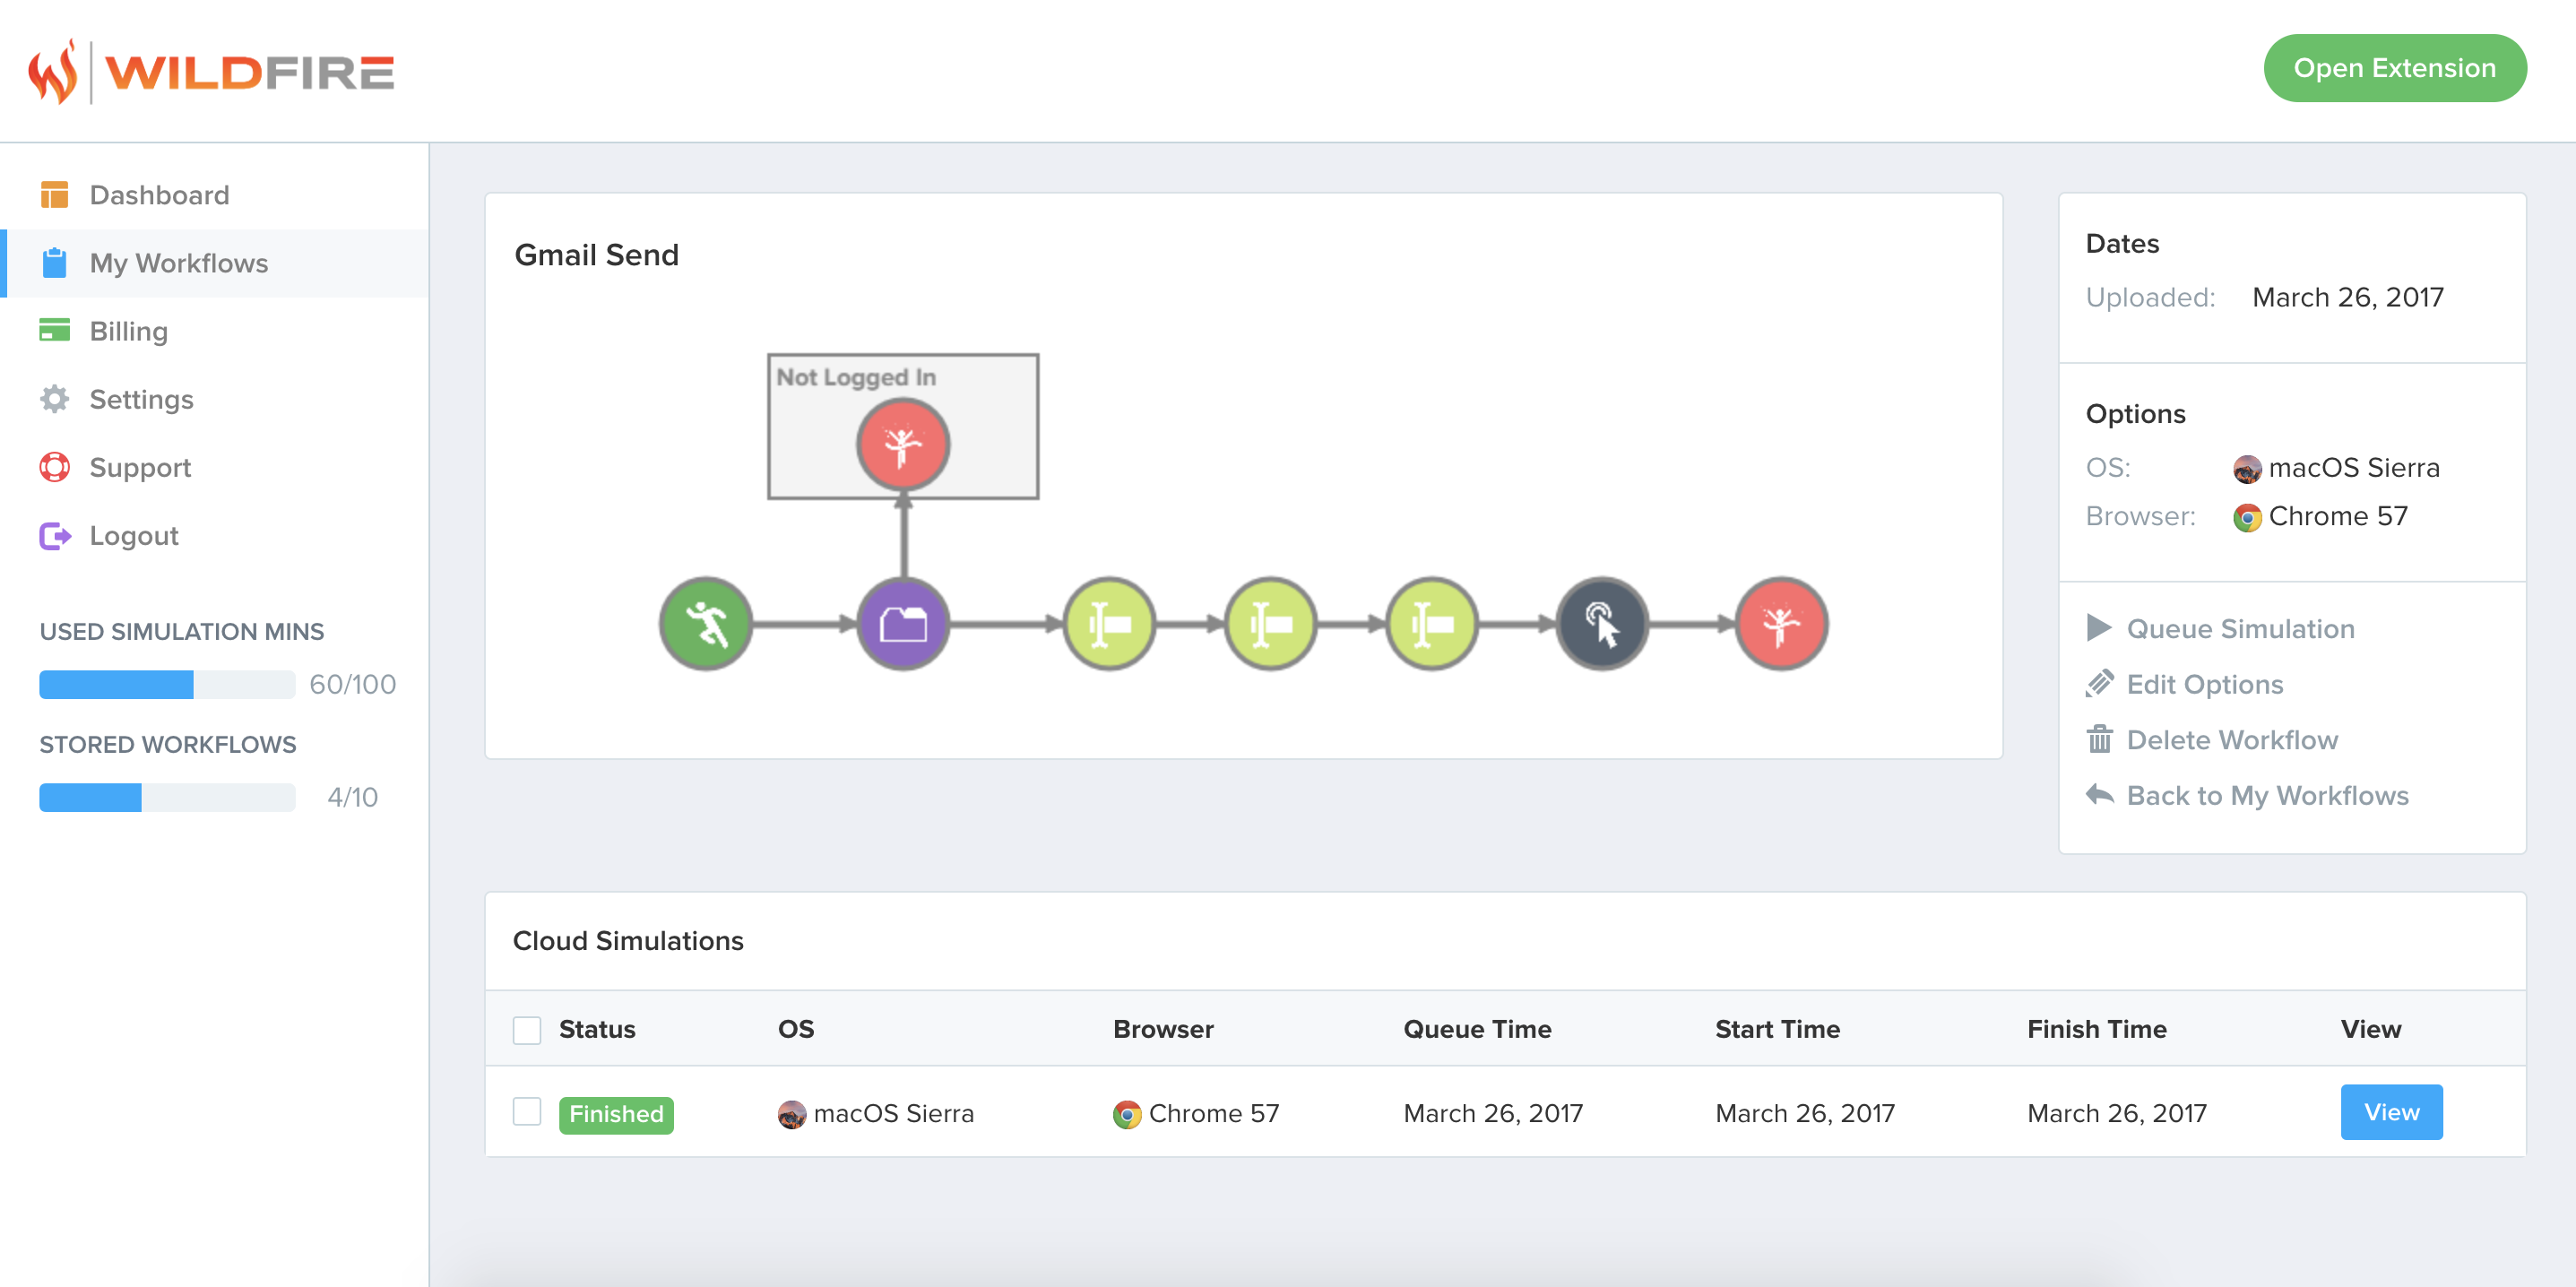 WILDFIRE
Open Extension
Dashboard
My Workflows
Billing
Settings
Support
Logout
USED SIMULATION MINS
60/100
STORED WORKFLOWS
4/10
Gmail Send
Not Logged In
Dates
Uploaded: March 26, 2017
Options
OS: macOS Sierra
Browser: Chrome 57
Queue Simulation
Edit Options
Delete Workflow
Back to My Workflows
Cloud Simulations
Status OS Browser Queue Time Start Time Finish Time View
Finished macOS Sierra Chrome 57 March 26, 2017 March 26, 2017 March 26, 2017 View